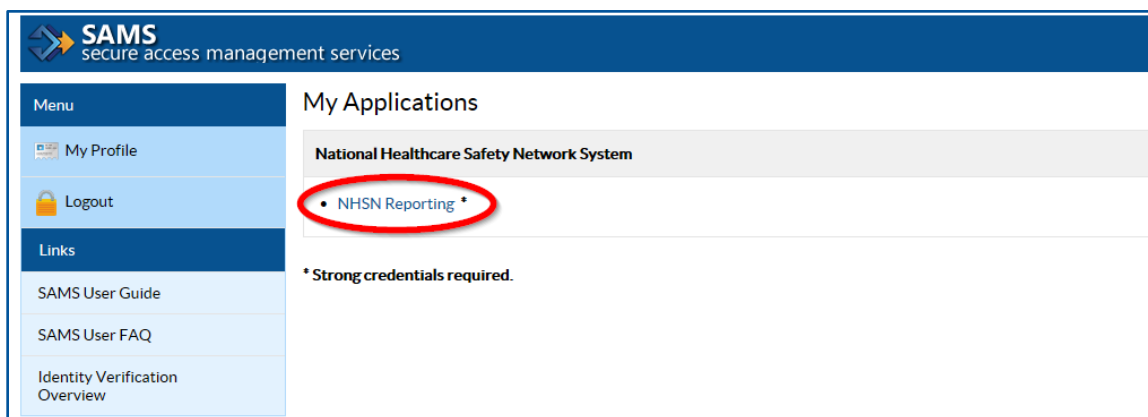 SAMS
secure access management services
Menu
My Profile
Logout
Links
SAMS User Guide
SAMS User FAQ
Identity Verification
Overview
My Applications
National Healthcare Safety Network System
• NHSN Reporting *
* Strong credentials required.